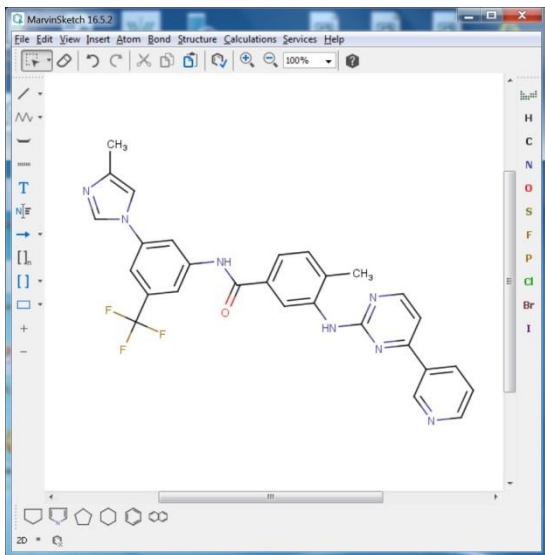 MarvinSketch 16.5.2
File Edit View Insert Atom Bond Structure Calculations Services Help
100%
H
C
N
O
S
F
P
Cl
Br
I
T
CH3
N
N
NH
F
F
F
O
CH3
HN
N
N
N
2D